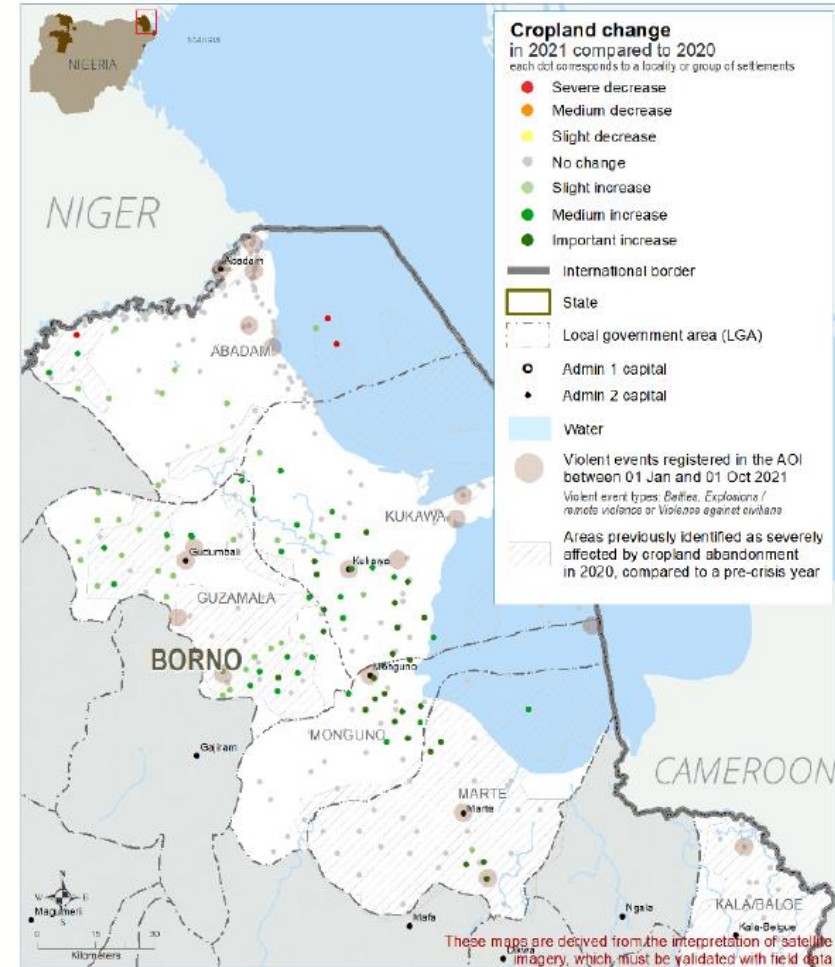 NIGERIA
NIGER
Cropland change
in 2021 compared to 2020
each dot corresponds to a locality or group of settlements
Severe decrease
Medium decrease
Slight decrease
No change
Slight increase
Medium increase
Important increase
International border
State
Local government area (LGA)
Admin 1 capital
Admin 2 capital
Water
Violent events registered in the AOI
between 01 Jan and 01 Oct 2021
Violent event types: Battles, Explosions /
remote violence or Violence against civilians
Areas previously identified as severely
affected by cropland abandonment
in 2020, compared to a pre-crisis year
Abadam
ABADAM
KUKAWA
Gudumbali
Kukawa
GUZAMALA
BORNO
Monguno
MONGUNO
Gajiram
CAMEROON
MARTE
Marte
KALA/BALGE
Magumeri
N
W E
S
0 15 30
Kilometers
Mafa
Ngala
Kala-Balgue
Dikwa
These maps are derived from the interpretation of satellite
imagery, which must be validated with field data